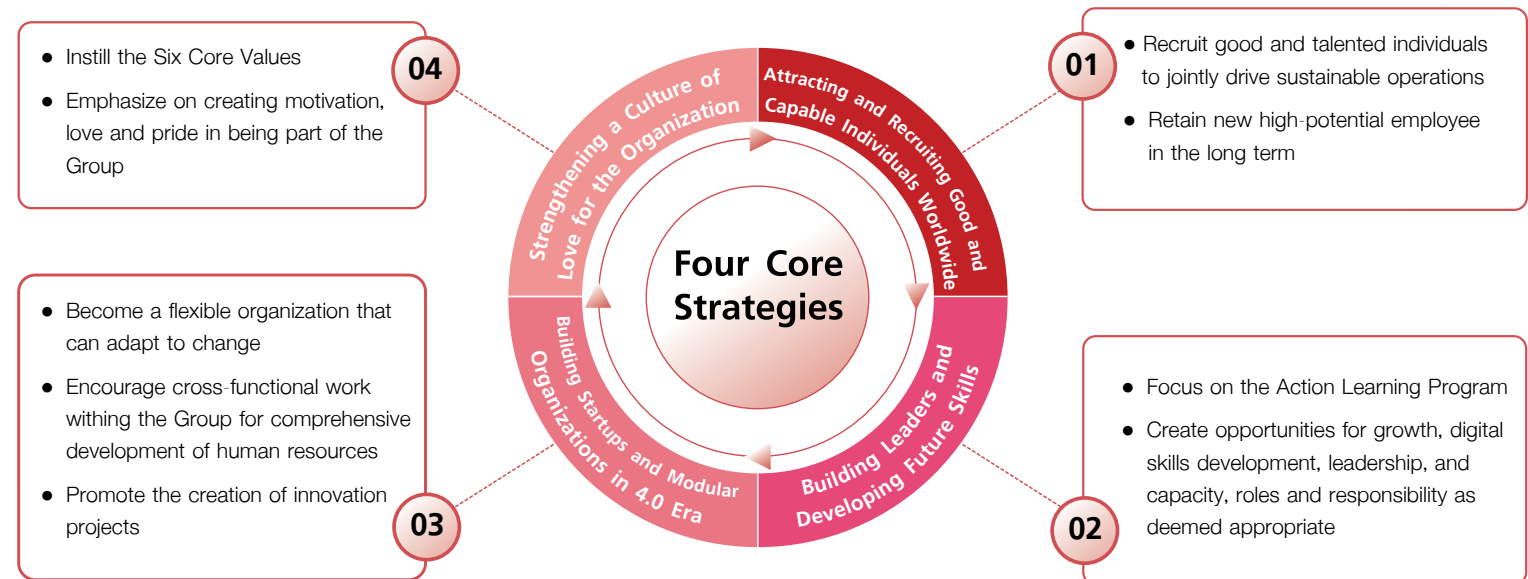 Four Core
Strategies
01
Attracting and Recruiting Good and
Capable Individuals Worldwide
● Recruit good and talented individuals
to jointly drive sustainable operations
● Retain new high-potential employee
in the long term
02
Building Leaders and
Developing Future Skills
● Focus on the Action Learning Program
● Create opportunities for growth, digital
skills development, leadership, and
capacity, roles and responsibility as
deemed appropriate
03
Building Startups and Modular
Organizations in 4.0 Era
● Become a flexible organization that
can adapt to change
● Encourage cross-functional work
withing the Group for comprehensive
development of human resources
● Promote the creation of innovation
projects
04
Strengthening a Culture of
Love for the Organization
● Instill the Six Core Values
● Emphasize on creating motivation,
love and pride in being part of the
Group